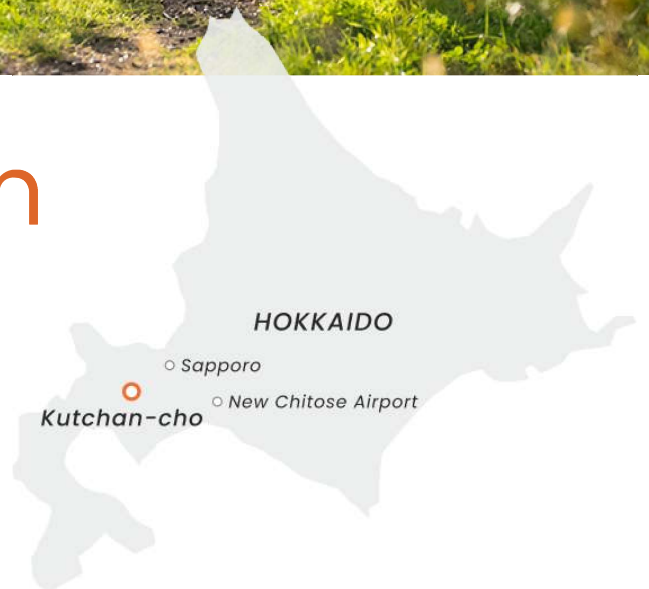 n
HOKKAIDO
Sapporo
New Chitose Airport
Kutchan-cho